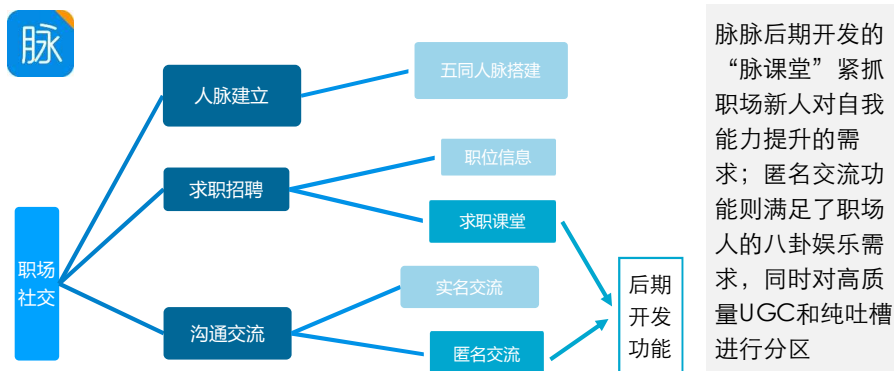 脉
人脉建立
五同人脉搭建
求职招聘
职位信息
求职课堂
职场
社交
沟通交流
实名交流
匿名交流
后期
开发
功能
脉脉后期开发的
“脉课堂”紧抓
职场新人对自我
能力提升的需
求；匿名交流功
能则满足了职场
人的八卦娱乐需
求，同时对高质
量UGC和纯吐槽
进行分区